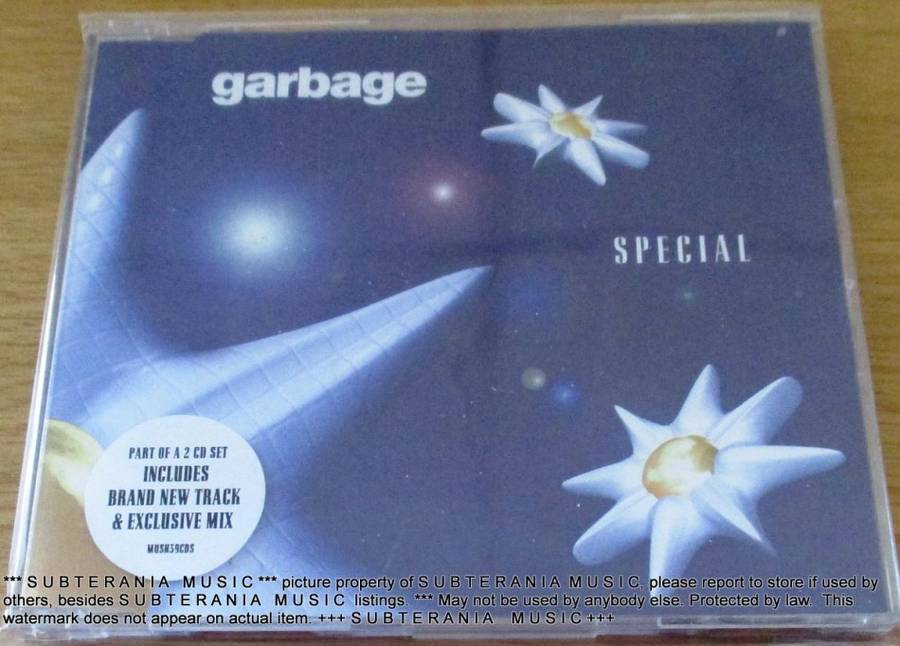 garbage
SPECIAL
PART OF A 2 CD SET
INCLUDES
BRAND NEW TRACK
& EXCLUSIVE MIX
MUSH39CDS
*** S U B T E R A N I A   M U S I C *** picture property of S U B T E R A N I A M U S I C, please report to store if used by
others, besides S U B T E R A N I A   M U S I C listings. *** May not be used by anybody else. Protected by law. This
watermark does not appear on actual item. +++ S U B T E R A N I A   M U S I C +++